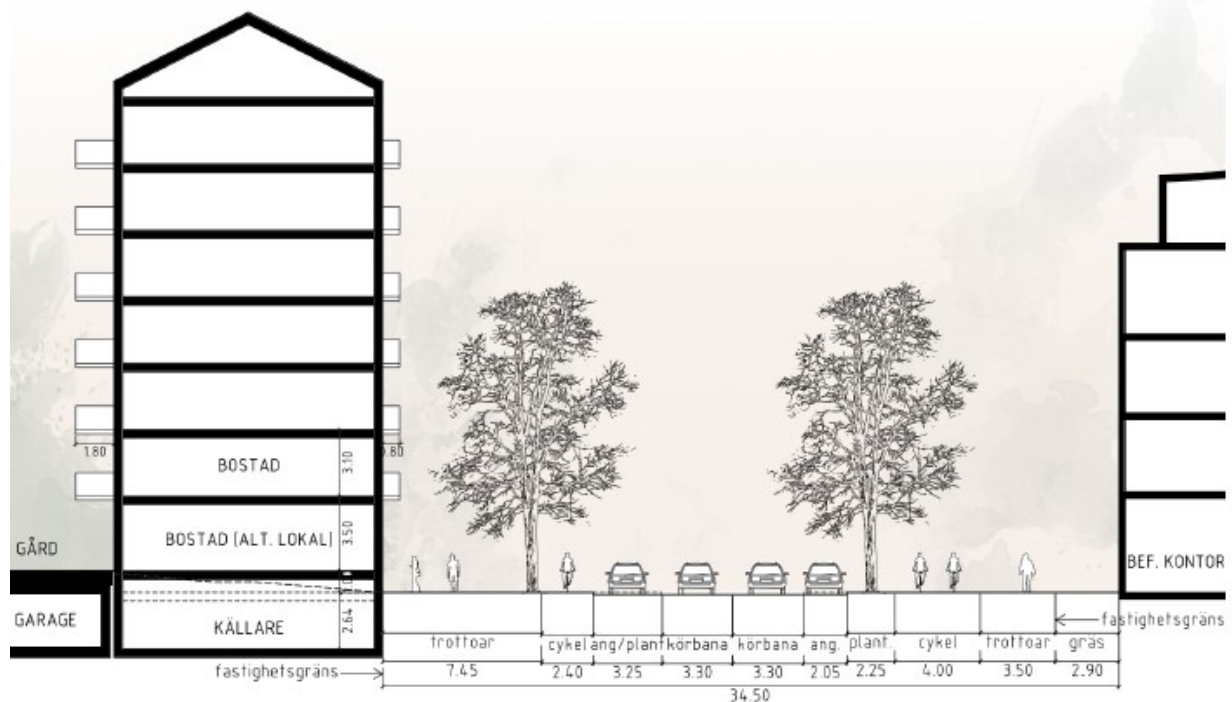 1.80
BOSTAD
3.10
0.80
BOSTAD (ALT. LOKAL)
3.50
GÅRD
BEF. KONTOR
GARAGE
KÄLLARE
2.64
fastighetsgräns
trottoar
cykel
ang/plant
körbana
körbana
ang.
plant.
cykel
trottoar
gräs
fastighetsgräns
7.45
2.40
3.25
3.30
3.30
2.05
2.25
4.00
3.50
2.90
34.50